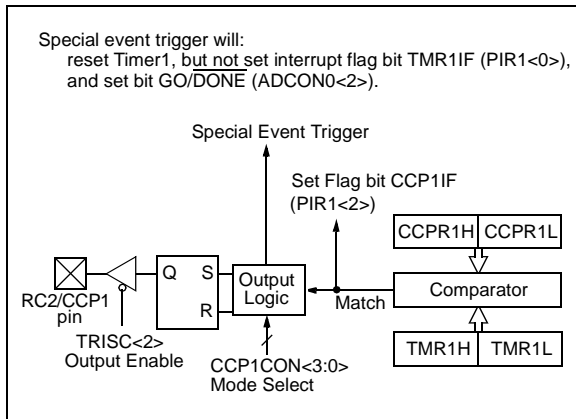 Special event trigger will:
reset Timer1, but not set interrupt flag bit TMR1IF (PIR1<0>),
and set bit GO/DONE (ADCON0<2>).
Special Event Trigger
Set Flag bit CCP1IF
(PIR1<2>)
CCPR1H CCPR1L
Q S
R
Output
Logic
Match
Comparator
RC2/CCP1
pin
TRISC<2>
Output Enable
CCP1CON<3:0>
Mode Select
TMR1H TMR1L